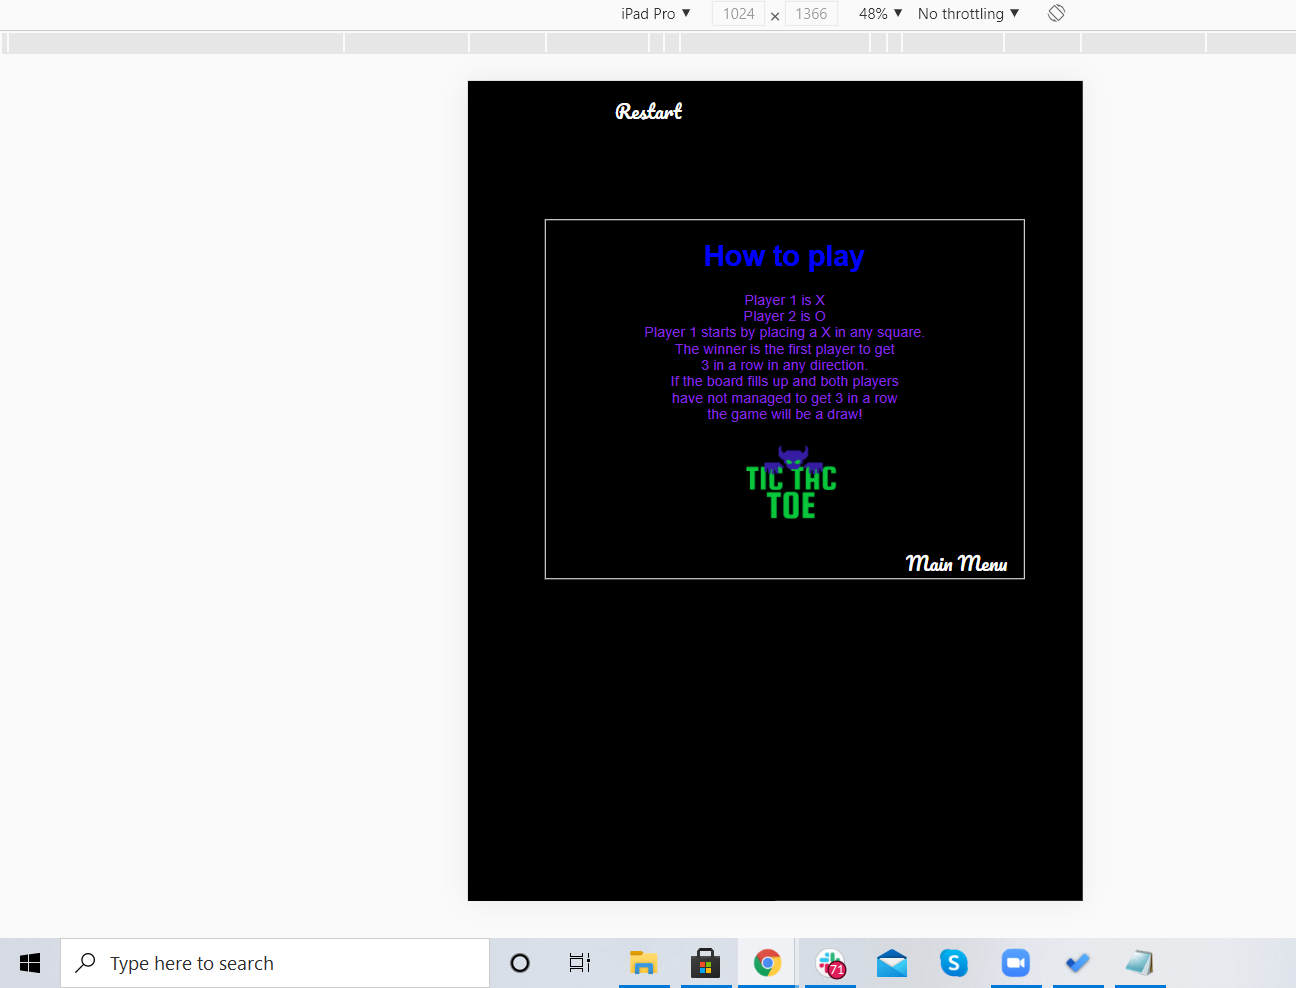 iPad Pro ▼ 1024 × 1366 48% ▼ No throttling ▼
Restart
How to play
Player 1 is X
Player 2 is O
Player 1 starts by placing a X in any square.
The winner is the first player to get
3 in a row in any direction.
If the board fills up and both players
have not managed to get 3 in a row
the game will be a draw!
TIC TAC
TOE
Main Menu
Type here to search
71
S